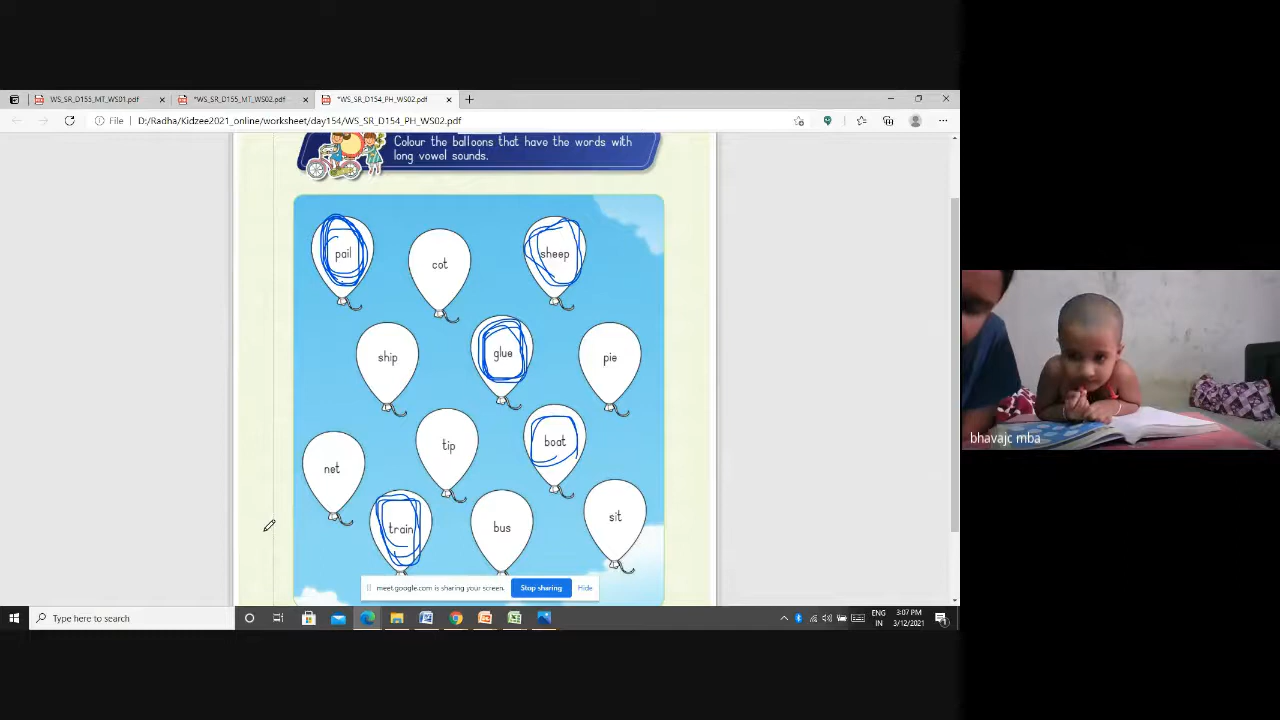 WS_SR_D155_MT_WS01.pdf
*WS_SR_D155_MT_WS02.pdf
*WS_SR_D154_PH_WS02.pdf
File
D:/Radha/Kidzee2021_online/worksheet/day154/WS_SR_D154_PH_WS02.pdf
Colour the balloons that have the words with
long vowel sounds.
pail
cot
sheep
ship
glue
pie
net
tip
boat
train
bus
sit
meet.google.com is sharing your screen.
Stop sharing
Hide
bhavajc mba
Type here to search
ENG
IN
3:07 PM
3/12/2021